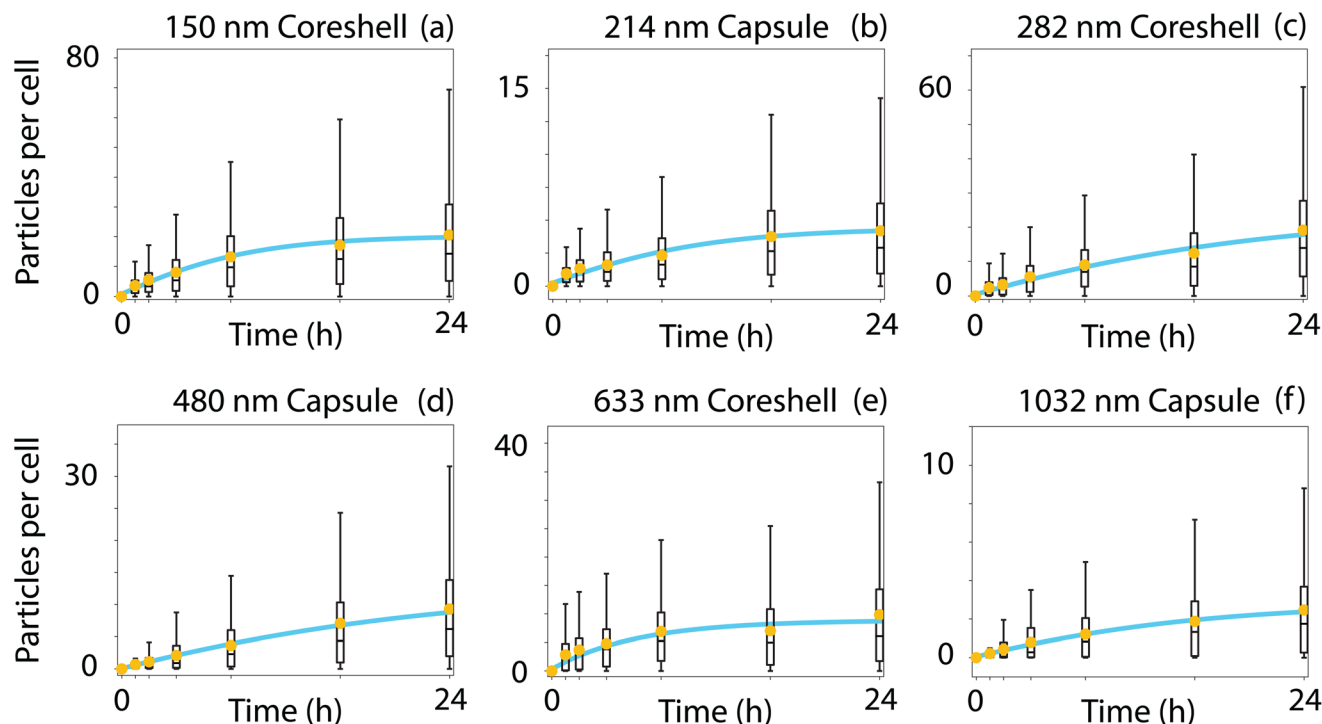 150 nm Coreshell (a)
214 nm Capsule (b)
282 nm Coreshell (c)
Particles per cell
80
0
0
24
Time (h)
15
0
0
24
Time (h)
60
0
0
24
Time (h)
480 nm Capsule (d)
633 nm Coreshell (e)
1032 nm Capsule (f)
Particles per cell
30
0
0
24
Time (h)
40
0
0
24
Time (h)
10
0
0
24
Time (h)